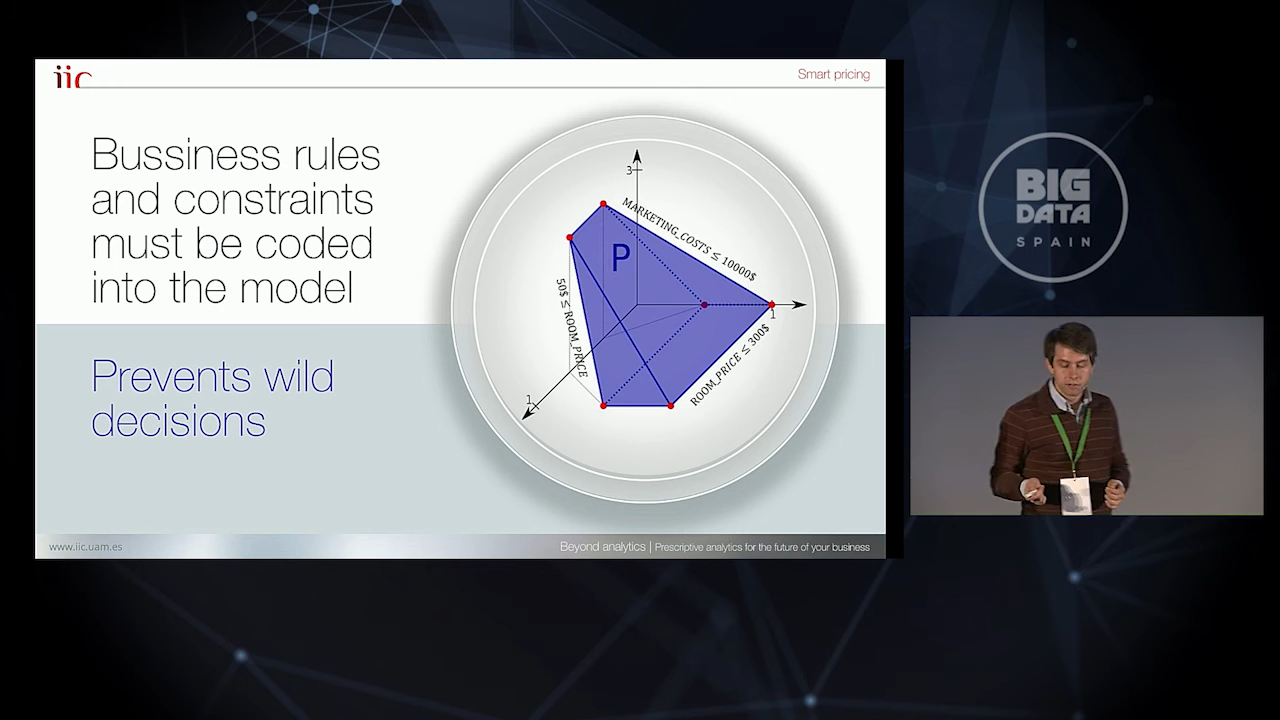 iic
Smart pricing
Bussiness rules
and constraints
must be coded
into the model
Prevents wild
decisions
3
MARKETING_COSTS ≤ 10000$
P
50$ ≤ ROOM_PRICE
1
ROOM_PRICE ≤ 300$
1
www.iic.uam.es
Beyond analytics | Prescriptive analytics for the future of your business
BIG
DATA
SPAIN